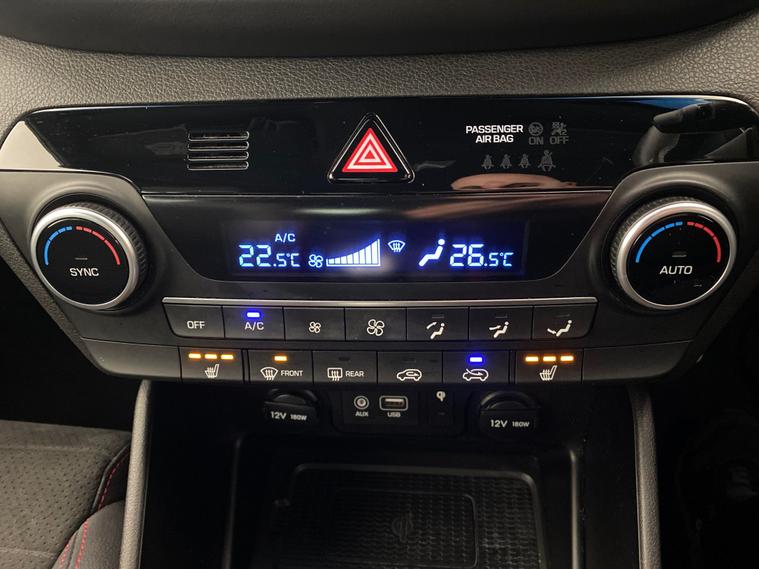 PASSENGER
AIR BAG ON OFF
A/C
22.5°C 26.5°C
SYNC AUTO
OFF A/C
FRONT REAR
AUX USB
12V 180W 12V 180W